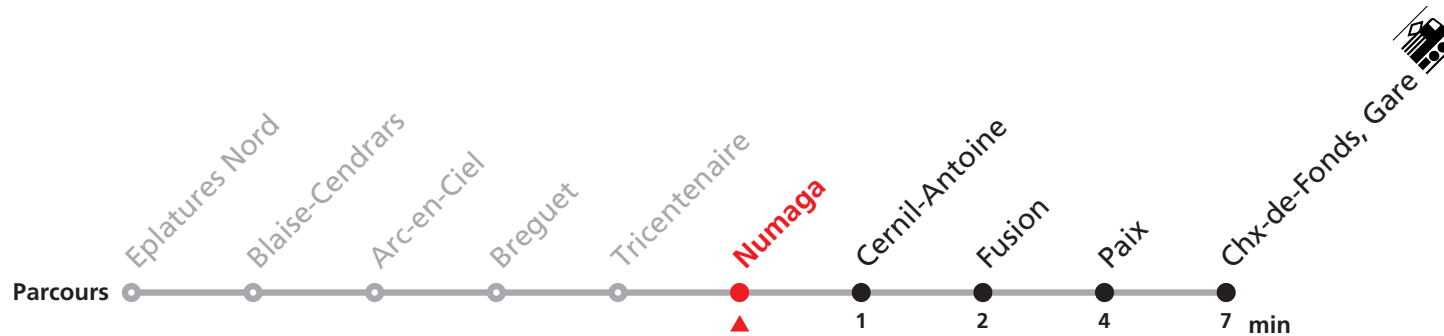 Eplatures Nord
Blaise-Cendrars
Arc-en-Ciel
Breguet
Tricentenaire
Numaga
Cernil-Antoine
Fusion
Paix
Chx-de-Fonds, Gare
Parcours
1 2 4 7 min